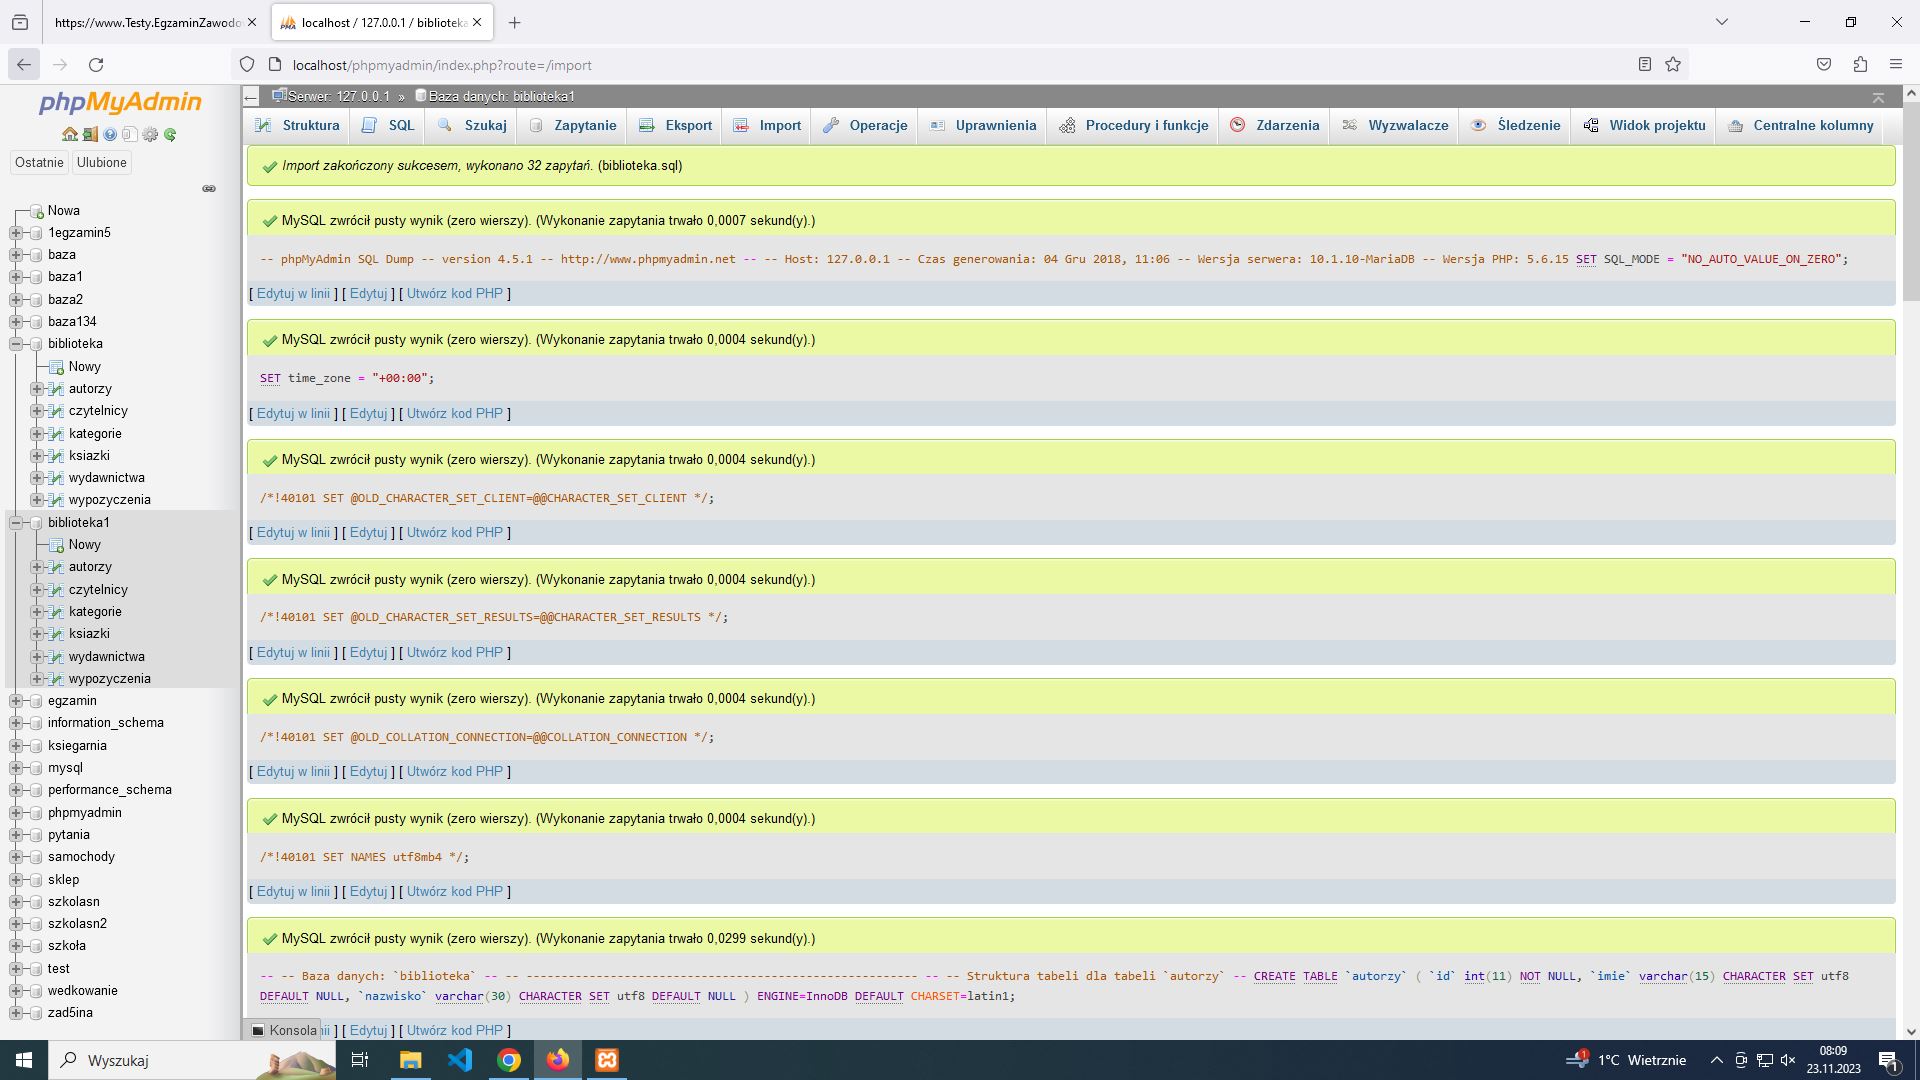 https://www.Testy.EgzaminZawodo
localhost / 127.0.0.1 / biblioteka
localhost/phpmyadmin/index.php?route=/import
phpMyAdmin
Ostatnie
Ulubione
Nowa
1egzamin5
baza
baza1
baza2
baza134
biblioteka
Nowy
autorzy
czytelnicy
kategorie
ksiazki
wydawnictwa
wypozyczenia
biblioteka1
Nowy
autorzy
czytelnicy
kategorie
ksiazki
wydawnictwa
wypozyczenia
egzamin
information_schema
ksiegarnia
mysql
performance_schema
phpmyadmin
pytania
samochody
sklep
szkolasn
szkolasn2
szkoła
test
wedkowanie
zad5ina
Serwer: 127.0.0.1 » Baza danych: biblioteka1
Struktura SQL Szukaj Zapytanie Eksport Import Operacje Uprawnienia Procedury i funkcje Zdarzenia Wyzwalacze Śledzenie Widok projektu Centralne kolumny
Import zakończony sukcesem, wykonano 32 zapytań. (biblioteka.sql)
MySQL zwrócił pusty wynik (zero wierszy). (Wykonanie zapytania trwało 0,0007 sekund(y).)
-- phpMyAdmin SQL Dump -- version 4.5.1 -- http://www.phpmyadmin.net -- -- Host: 127.0.0.1 -- Czas generowania: 04 Gru 2018, 11:06 -- Wersja serwera: 10.1.10-MariaDB -- Wersja PHP: 5.6.15 SET SQL_MODE = "NO_AUTO_VALUE_ON_ZERO";
[ Edytuj w linii ] [ Edytuj ] [ Utwórz kod PHP ]
MySQL zwrócił pusty wynik (zero wierszy). (Wykonanie zapytania trwało 0,0004 sekund(y).)
SET time_zone = "+00:00";
[ Edytuj w linii ] [ Edytuj ] [ Utwórz kod PHP ]
MySQL zwrócił pusty wynik (zero wierszy). (Wykonanie zapytania trwało 0,0004 sekund(y).)
/*!40101 SET @OLD_CHARACTER_SET_CLIENT=@@CHARACTER_SET_CLIENT */;
[ Edytuj w linii ] [ Edytuj ] [ Utwórz kod PHP ]
MySQL zwrócił pusty wynik (zero wierszy). (Wykonanie zapytania trwało 0,0004 sekund(y).)
/*!40101 SET @OLD_CHARACTER_SET_RESULTS=@@CHARACTER_SET_RESULTS */;
[ Edytuj w linii ] [ Edytuj ] [ Utwórz kod PHP ]
MySQL zwrócił pusty wynik (zero wierszy). (Wykonanie zapytania trwało 0,0004 sekund(y).)
/*!40101 SET @OLD_COLLATION_CONNECTION=@@COLLATION_CONNECTION */;
[ Edytuj w linii ] [ Edytuj ] [ Utwórz kod PHP ]
MySQL zwrócił pusty wynik (zero wierszy). (Wykonanie zapytania trwało 0,0004 sekund(y).)
/*!40101 SET NAMES utf8mb4 */;
[ Edytuj w linii ] [ Edytuj ] [ Utwórz kod PHP ]
MySQL zwrócił pusty wynik (zero wierszy). (Wykonanie zapytania trwało 0,0299 sekund(y).)
-- -- Baza danych: `biblioteka` -- -- -------------------------------------------------------- -- -- Struktura tabeli dla tabeli `autorzy` -- CREATE TABLE `autorzy` ( `id` int(11) NOT NULL, `imie` varchar(15) CHARACTER SET utf8
DEFAULT NULL, `nazwisko` varchar(30) CHARACTER SET utf8 DEFAULT NULL ) ENGINE=InnoDB DEFAULT CHARSET=latin1;
Konsola nii ] [ Edytuj ] [ Utwórz kod PHP ]
Wyszukaj
1
1°C Wietrznie
08:09
23.11.2023
1